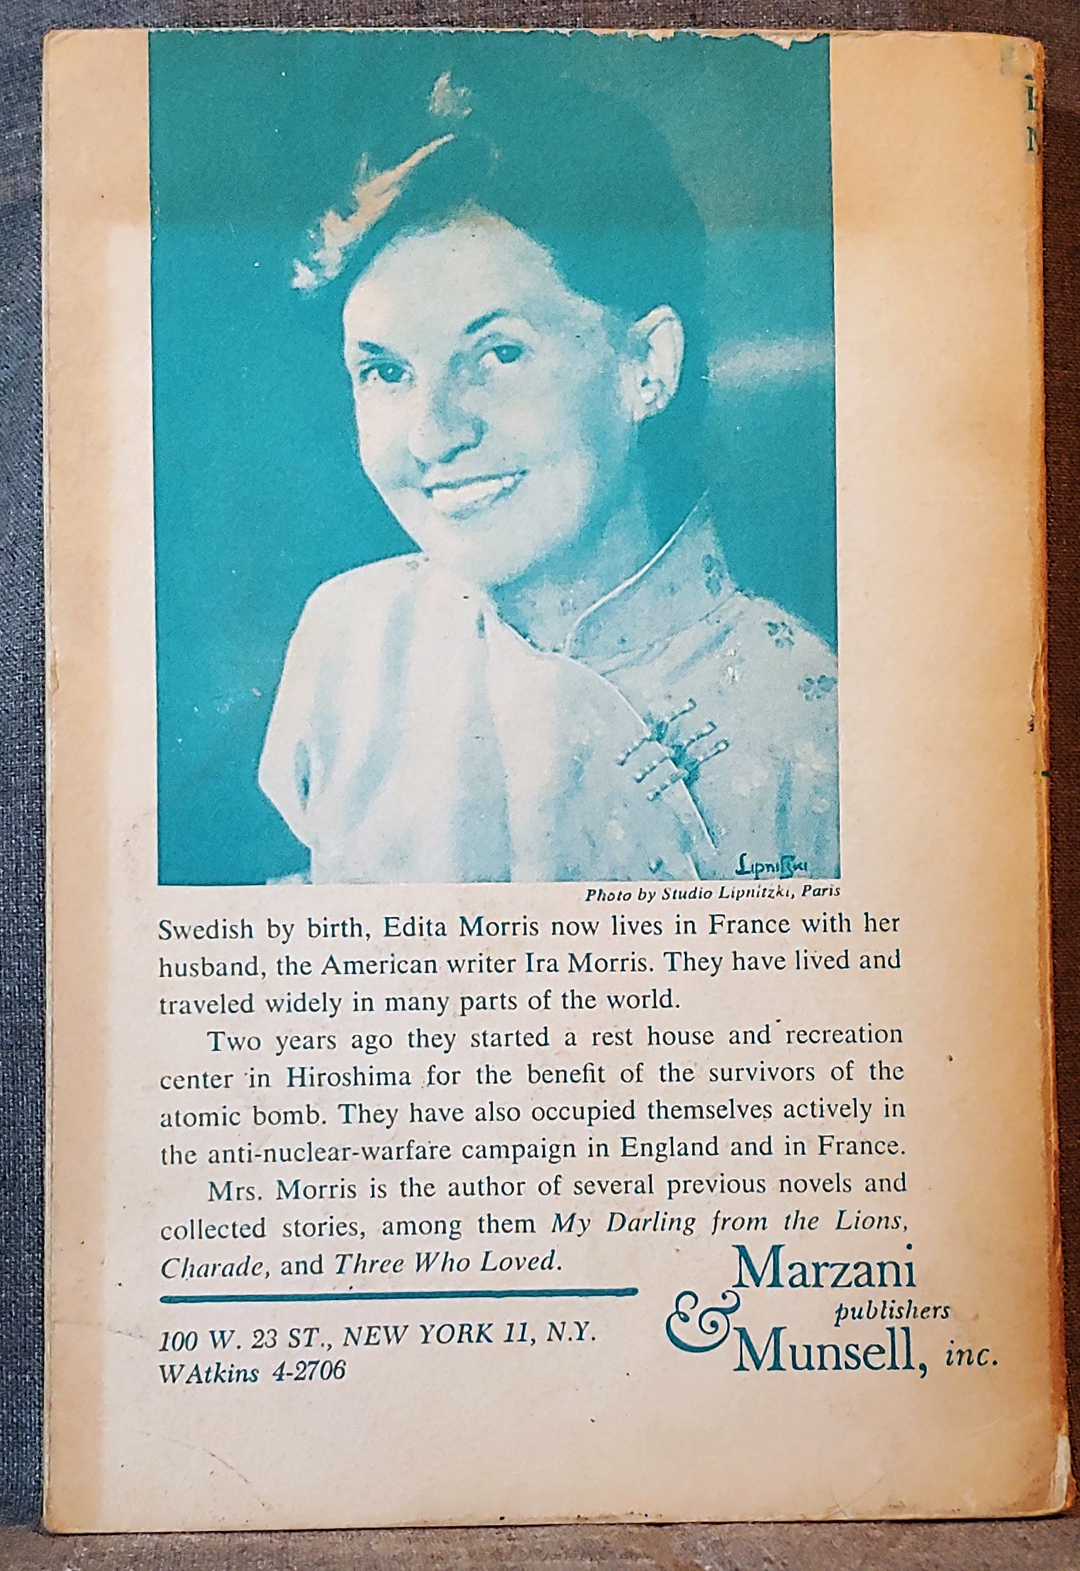 Lipnitzki
Photo by Studio Lipnitzki, Paris
Swedish by birth, Edita Morris now lives in France with her
husband, the American writer Ira Morris. They have lived and
traveled widely in many parts of the world.
Two years ago they started a rest house and recreation
center in Hiroshima for the benefit of the survivors of the
atomic bomb. They have also occupied themselves actively in
the anti-nuclear-warfare campaign in England and in France.
Mrs. Morris is the author of several previous novels and
collected stories, among them My Darling from the Lions,
Charade, and Three Who Loved.
100 W. 23 ST., NEW YORK 11, N.Y.
WAtkins 4-2706
Marzani
publishers
& Munsell, inc.